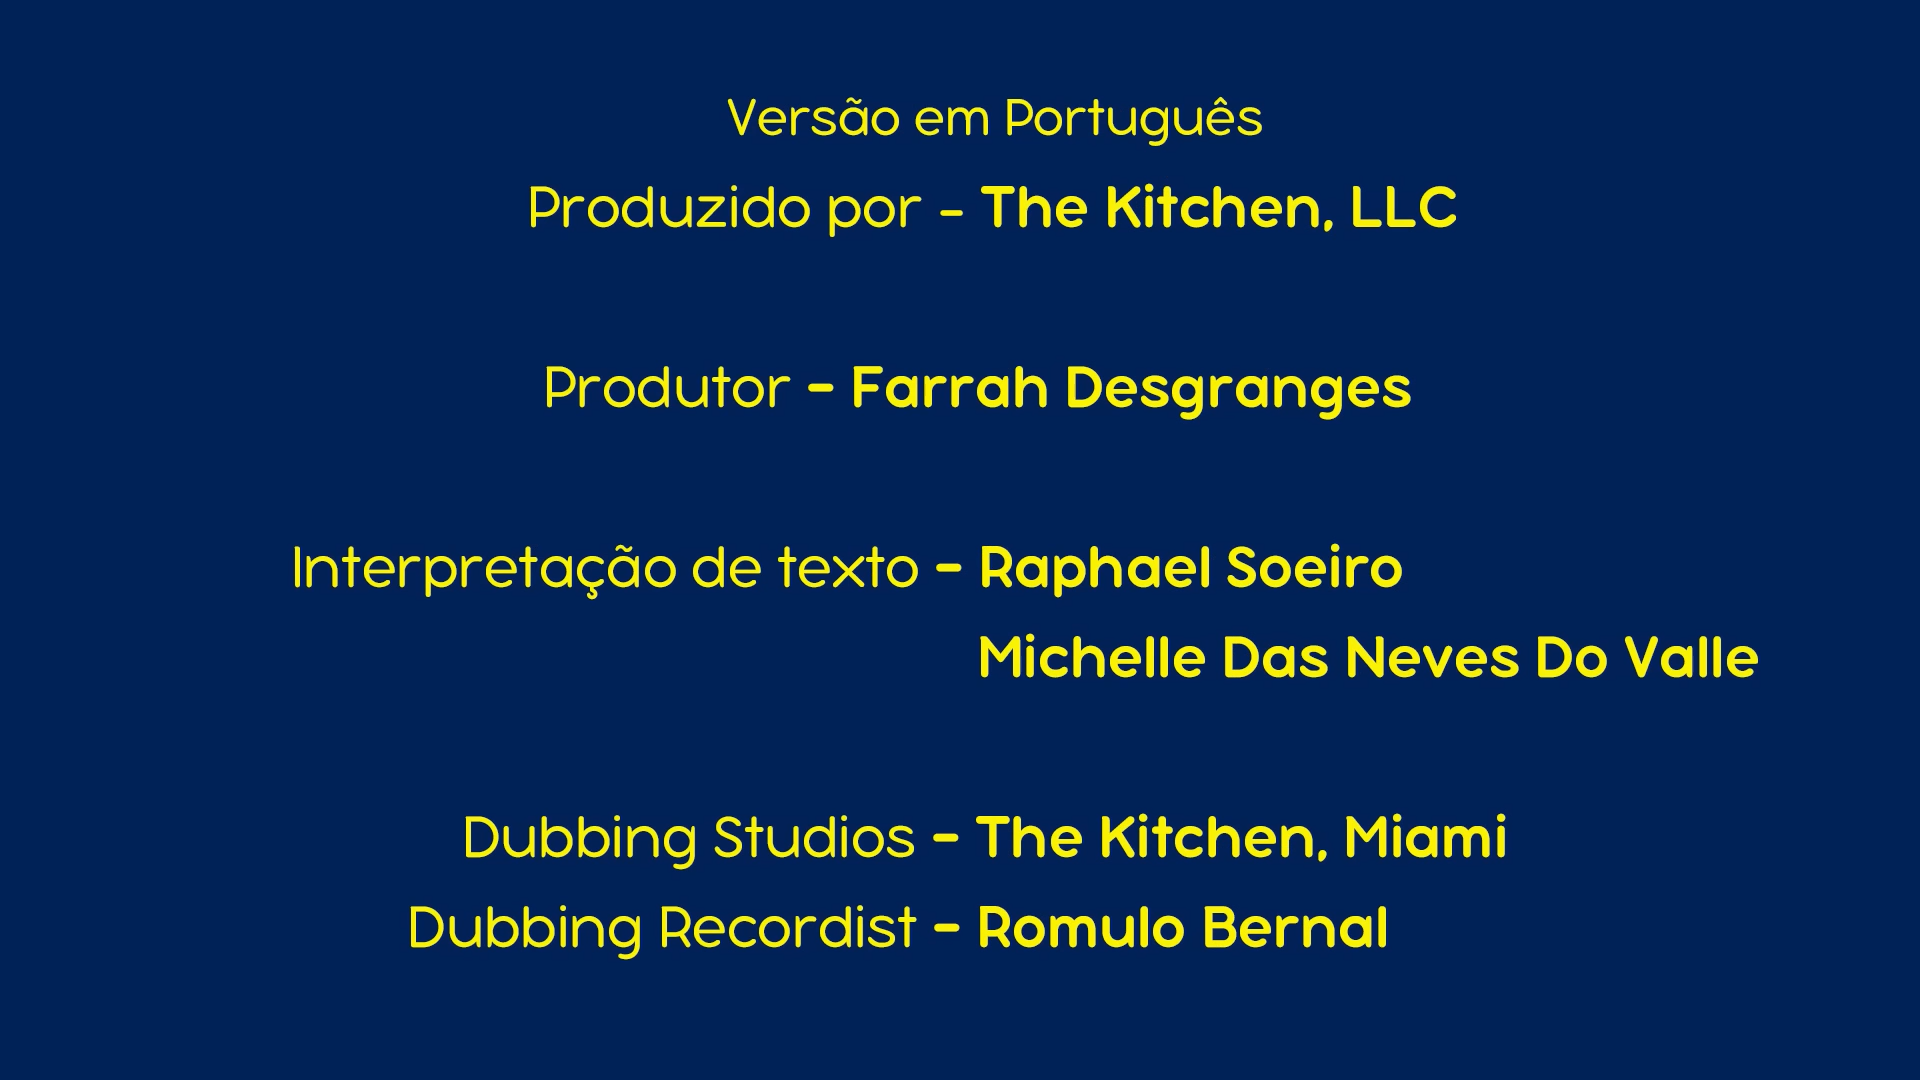 Versão em Português
Produzido por - The Kitchen, LLC
Produtor - Farrah Desgranges
Interpretação de texto - Raphael Soeiro
Michelle Das Neves Do Valle
Dubbing Studios - The Kitchen, Miami
Dubbing Recordist - Romulo Bernal